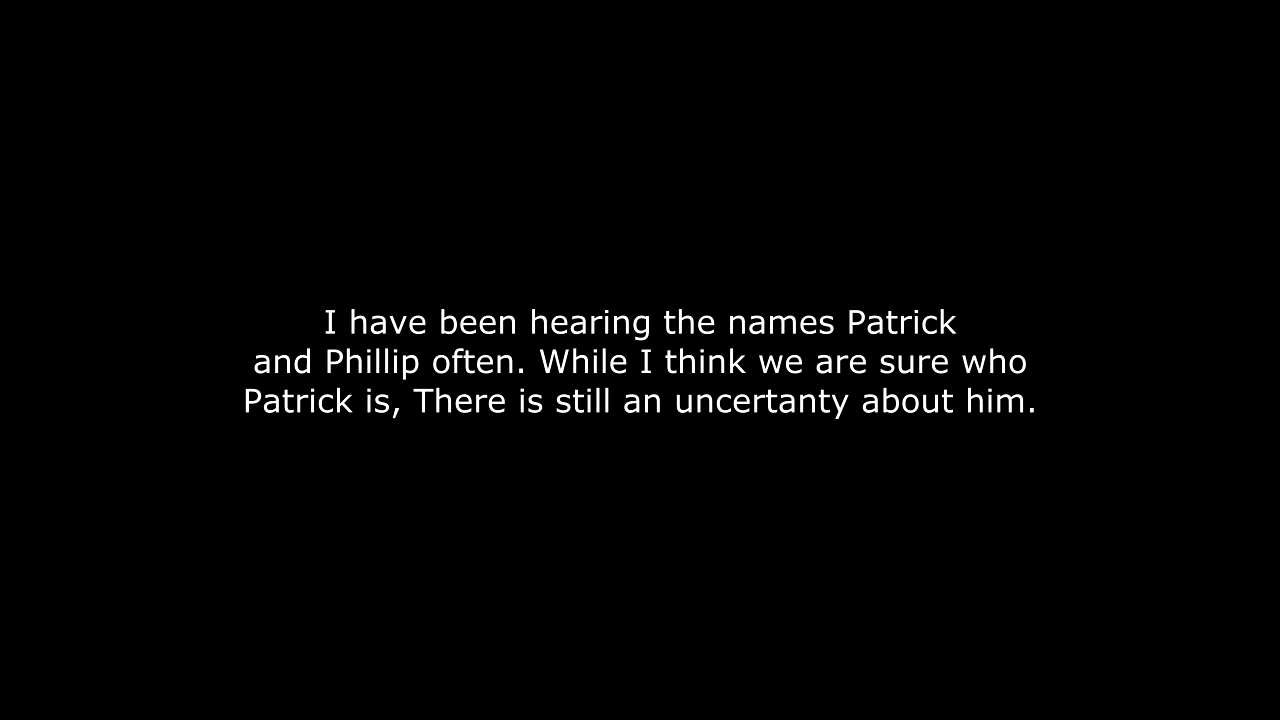 I have been hearing the names Patrick
and Phillip often. While I think we are sure who
Patrick is, There is still an uncertanty about him.